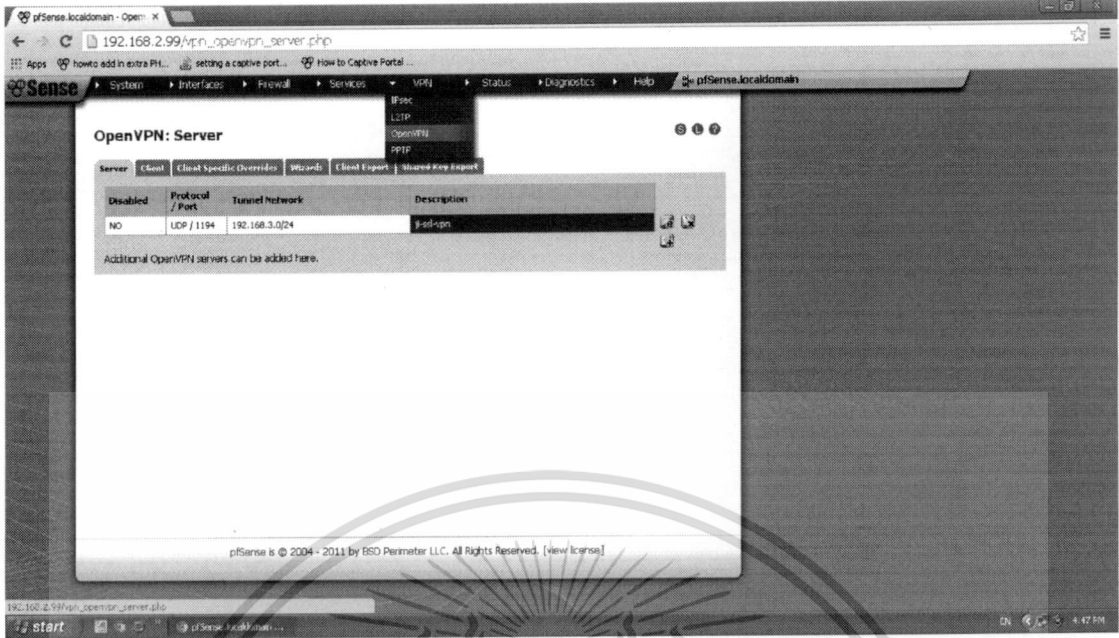 pfSense.localdomain - Open
192.168.2.99/vpn_openvpn_server.php
Apps howto add in extra PH... setting a captive port... How to Captive Portal ...
Sense System Interfaces Firewall Services VPN Status Diagnostics Help pfSense.localdomain
IPsec
L2TP
OpenVPN
PPTP
OpenVPN: Server
Server Client Client Specific Overrides Wizards Client Export Shared Key Export
Disabled Protocol / Port Tunnel Network Description
NO UDP / 1194 192.168.3.0/24
Additional OpenVPN servers can be added here.
pfSense is © 2004 - 2011 by BSD Perimeter LLC. All Rights Reserved. [view license]
192.168.2.99/vpn_openvpn_server.php
start pfSense.localdomain ... EN 4:47 PM